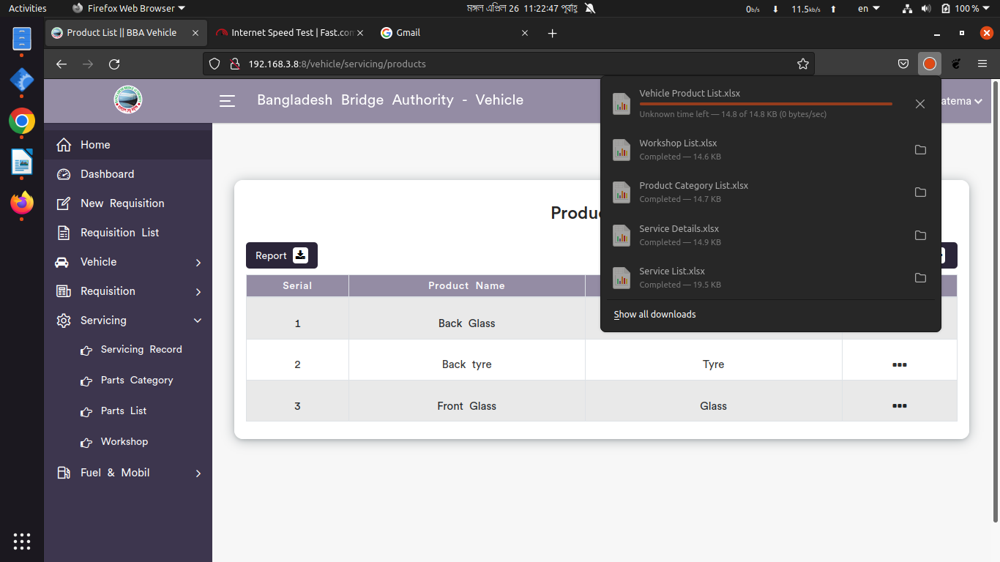 Activities
Firefox Web Browser
মঙ্গল এপ্রিল 26 11:22:47 পূর্বাহ্ণ
0b/s
11.5kb/s
en
100 %
Product List || BBA Vehicle
Internet Speed Test | Fast.com
Gmail
192.168.3.8:8/vehicle/servicing/products
Bangladesh Bridge Authority - Vehicle
atema
Home
Dashboard
New Requisition
Requisition List
Vehicle
Requisition
Servicing
Servicing Record
Parts Category
Parts List
Workshop
Fuel & Mobil
Report
Serial
Product Name
1
Back Glass
2
Back tyre
Tyre
3
Front Glass
Glass
Vehicle Product List.xlsx
Unknown time left — 14.8 of 14.8 KB (0 bytes/sec)
Workshop List.xlsx
Completed — 14.6 KB
Product Category List.xlsx
Completed — 14.7 KB
Service Details.xlsx
Completed — 14.9 KB
Service List.xlsx
Completed — 19.5 KB
Show all downloads